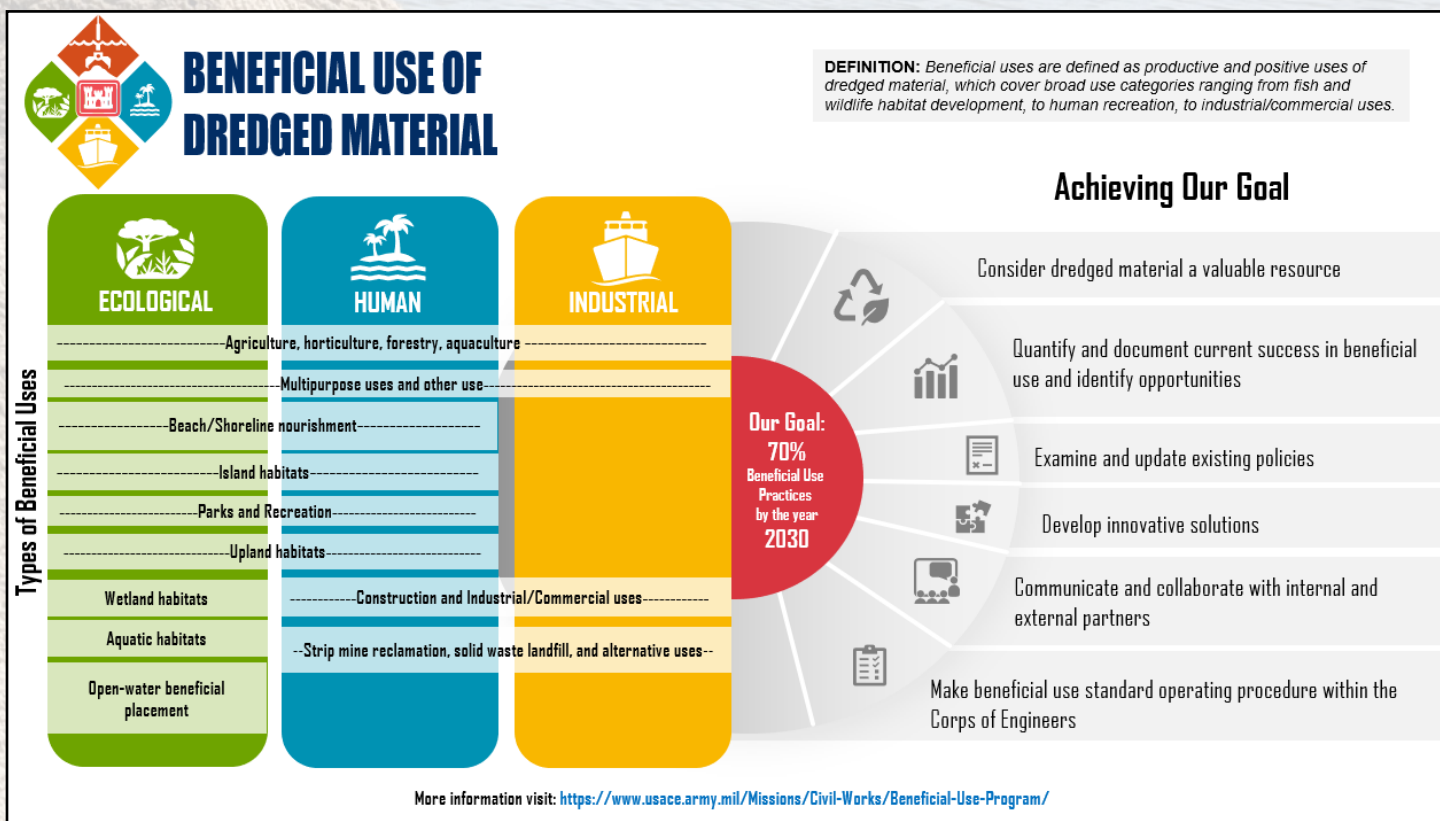 BENEFICIAL USE OF
DREDGED MATERIAL
DEFINITION: Beneficial uses are defined as productive and positive uses of
dredged material, which cover broad use categories ranging from fish and
wildlife habitat development, to human recreation, to industrial/commercial uses.
Types of Beneficial Uses
ECOLOGICAL
HUMAN
INDUSTRIAL
Agriculture, horticulture, forestry, aquaculture
Multipurpose uses and other use
Beach/Shoreline nourishment
Island habitats
Parks and Recreation
Upland habitats
Wetland habitats
Construction and Industrial/Commercial uses
Aquatic habitats
--Strip mine reclamation, solid waste landfill, and alternative uses--
Open-water beneficial
placement
Our Goal:
70%
Beneficial Use
Practices
by the year
2030
Achieving Our Goal
Consider dredged material a valuable resource
Quantify and document current success in beneficial
use and identify opportunities
Examine and update existing policies
Develop innovative solutions
Communicate and collaborate with internal and
external partners
Make beneficial use standard operating procedure within the
Corps of Engineers
More information visit: https://www.usace.army.mil/Missions/Civil-Works/Beneficial-Use-Program/